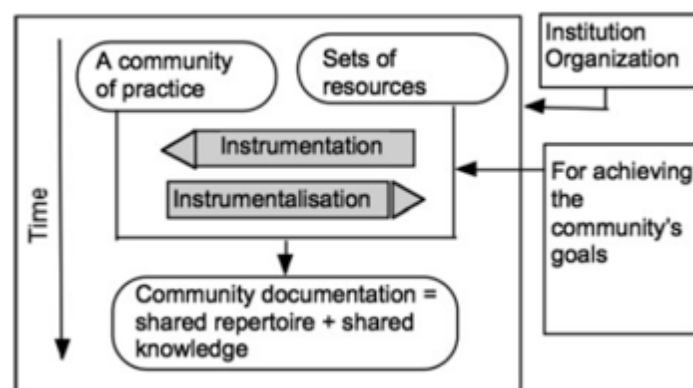 A community
of practice
Sets of
resources
Institution
Organization
Instrumentation
Instrumentalisation
For achieving
the
community's
goals
Time
Community documentation =
shared repertoire + shared
knowledge